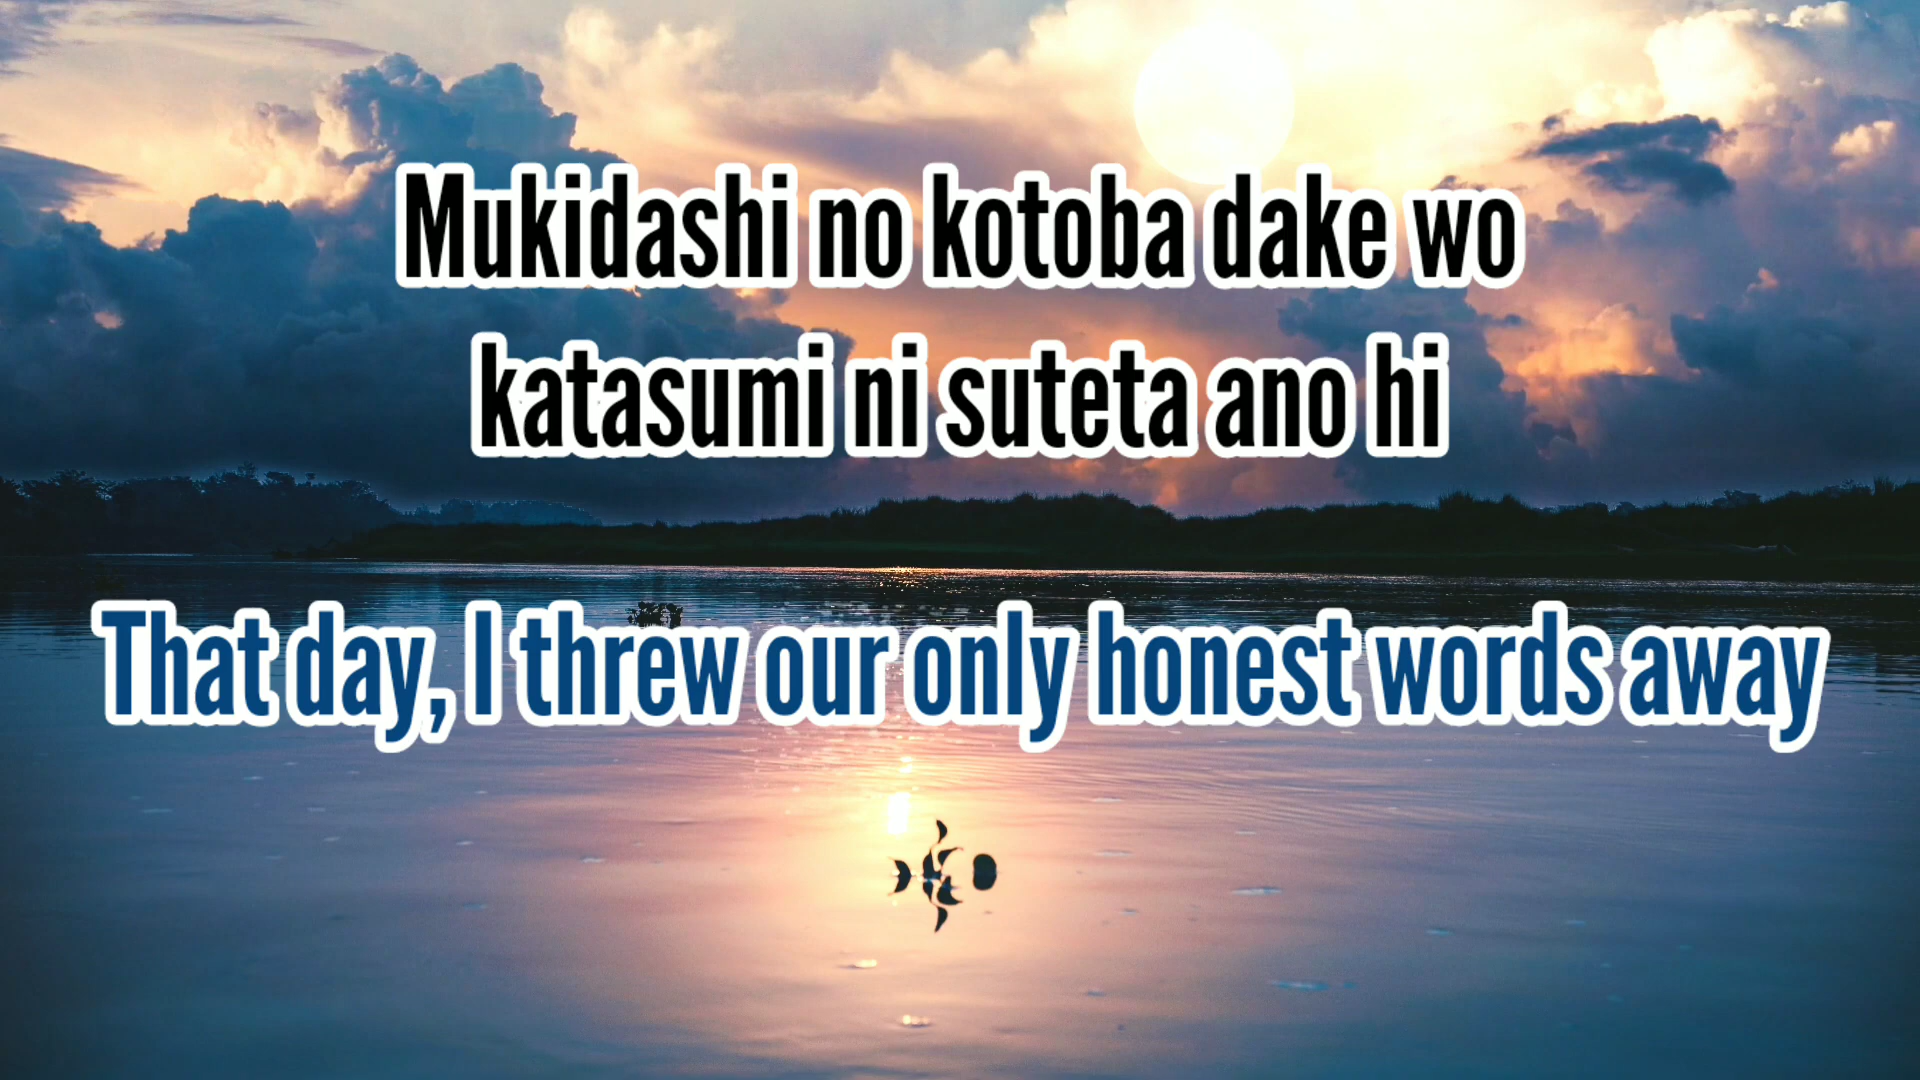 Mukidashi no kotoba dake wo
katasumi ni suteta ano hi
That day, I threw our only honest words away